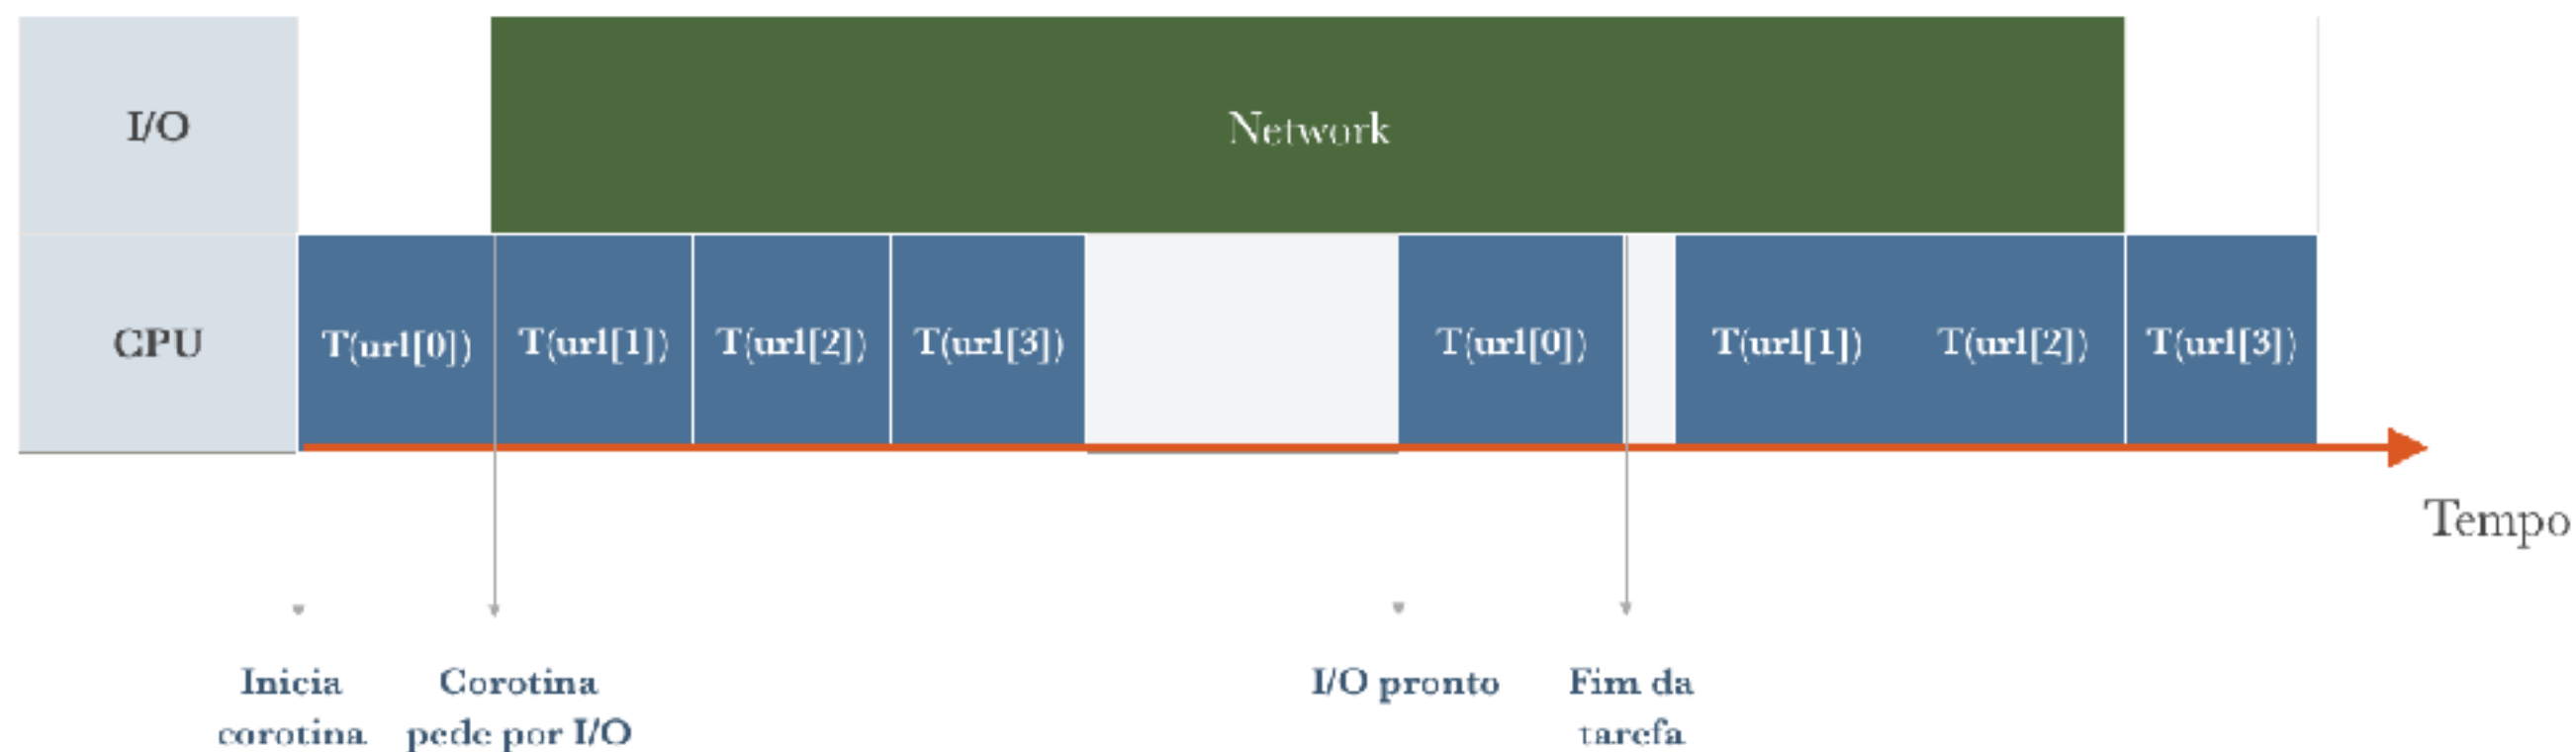 I/O
Network
CPU
T(url[0])
T(url[1])
T(url[2])
T(url[3])
T(url[0])
T(url[1])
T(url[2])
T(url[3])
Tempo
Inicia
corotina
Corotina
pede por I/O
I/O pronto
Fim da
tarefa